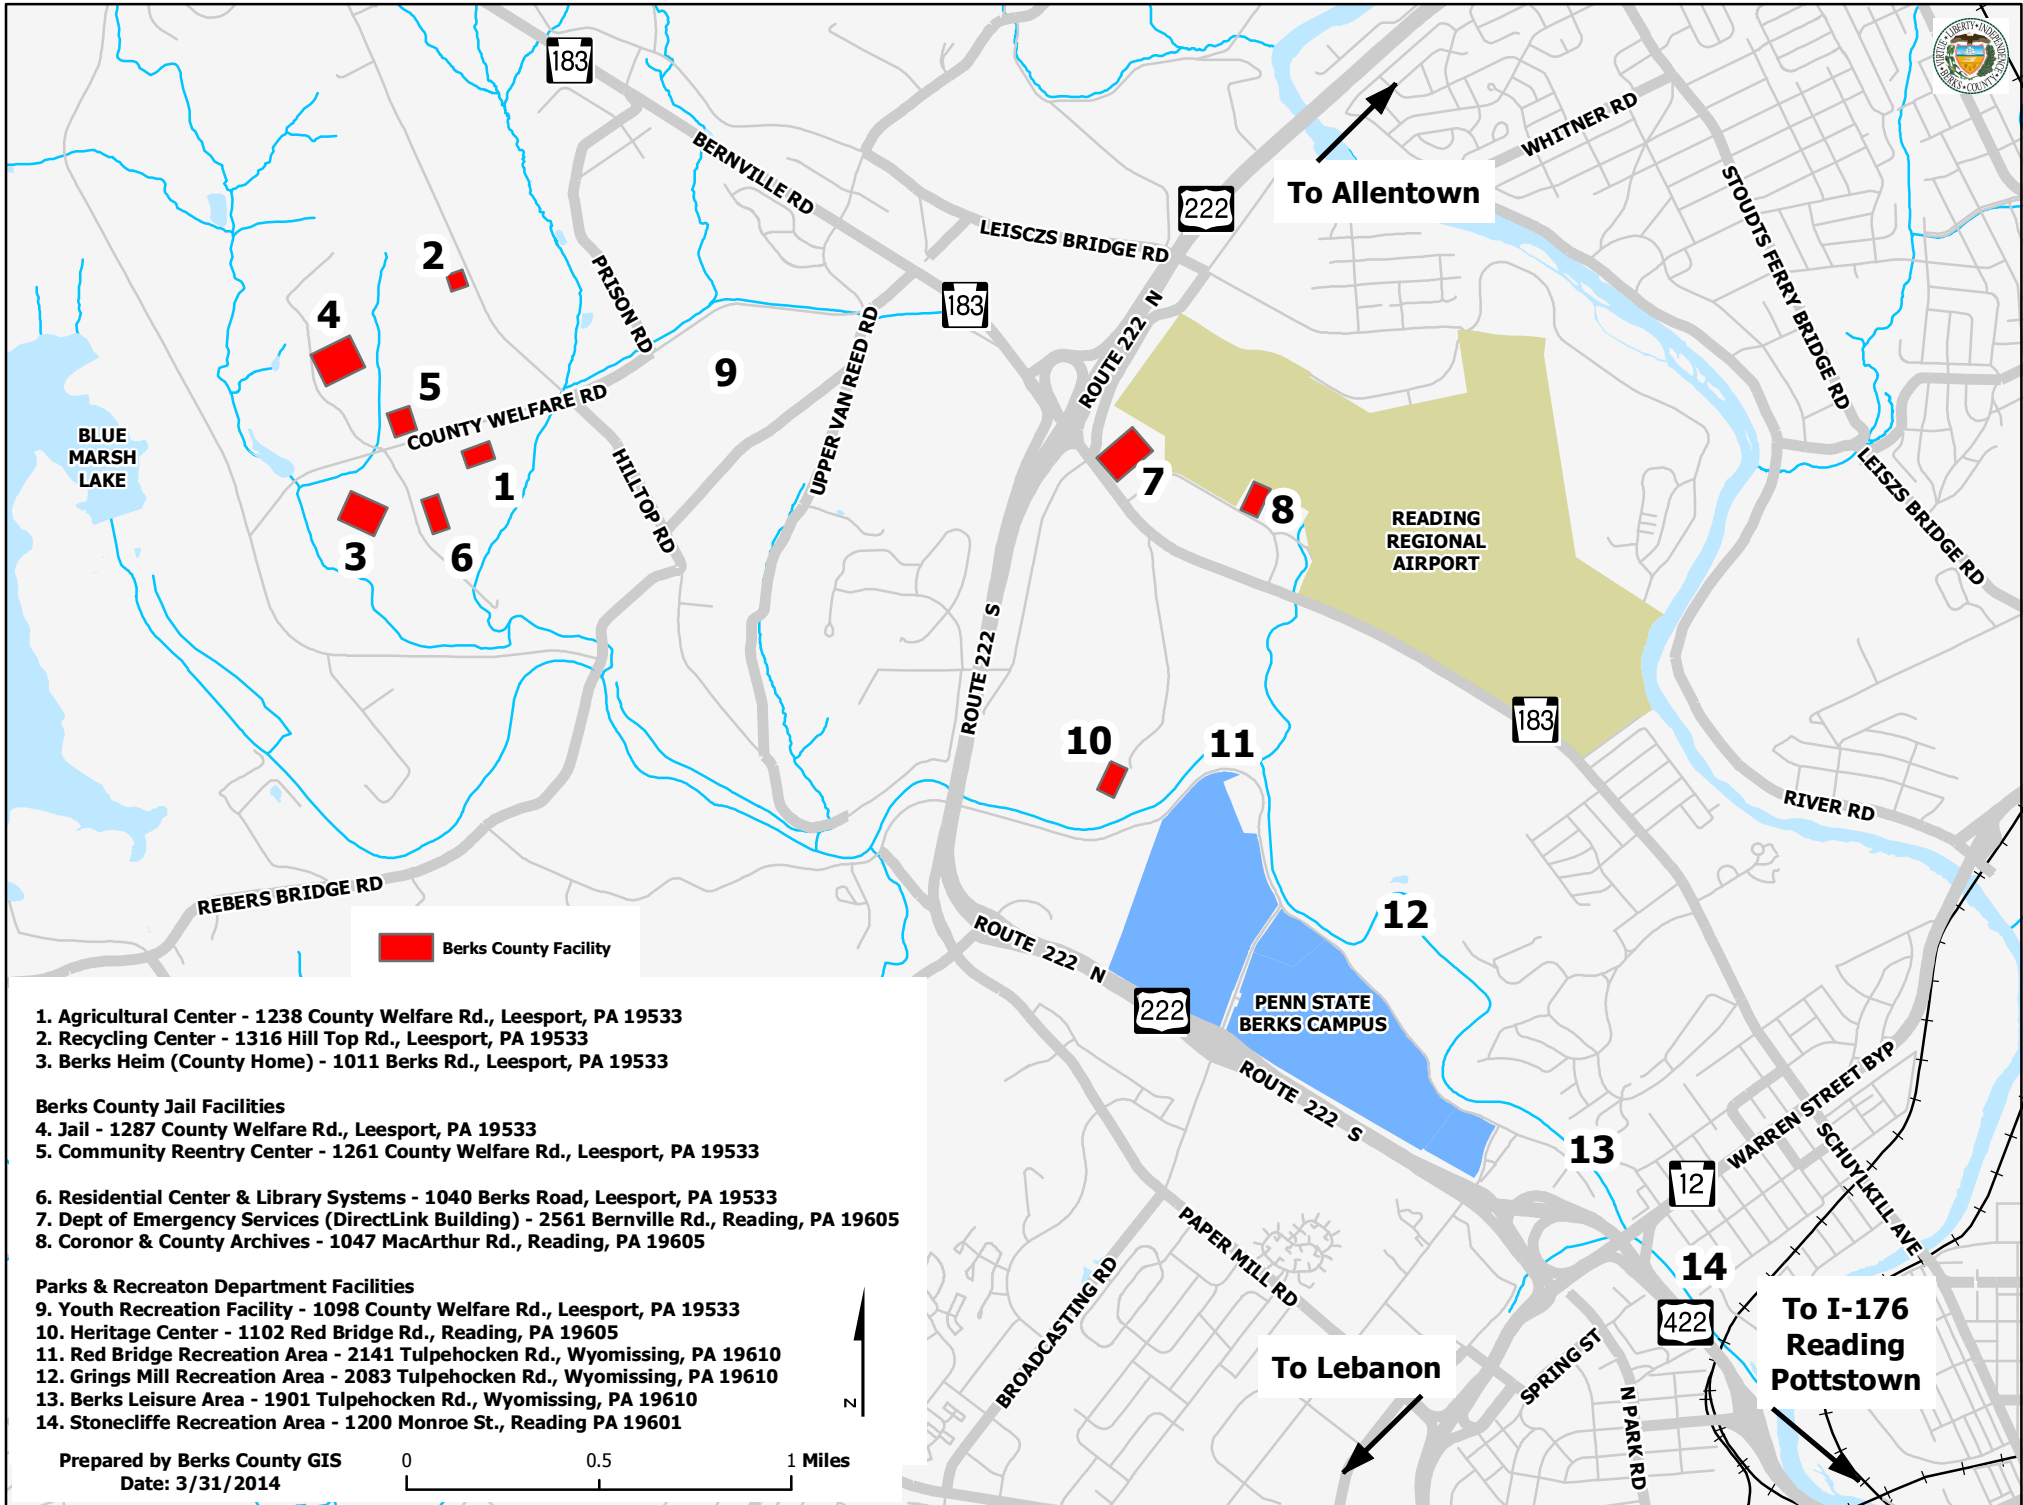 183
VIRTUE • LIBERTY • INDEPENDENCE
BERKS • COUNTY
WHITNER RD
BERNVILLE RD
To Allentown
222
STOUDTS FERRY BRIDGE RD
LEISCZS BRIDGE RD
2
PRISON RD
4
183
ROUTE 222 N
UPPER VAN REED RD
9
5
COUNTY WELFARE RD
BLUE
MARSH
LAKE
HILLTOP RD
1
7
8
LEISZS BRIDGE RD
READING
REGIONAL
AIRPORT
3
6
ROUTE 222 S
183
10
11
RIVER RD
REBERS BRIDGE RD
12
ROUTE 222 N
Berks County Facility
222
PENN STATE
BERKS CAMPUS
ROUTE 222 S
WARREN STREET BYP
SCHUYLKILL AVE
13
12
PAPER MILL RD
BROADCASTING RD
14
422
To I-176
Reading
Pottstown
To Lebanon
SPRING ST
N PARK RD
1. Agricultural Center - 1238 County Welfare Rd., Leesport, PA 19533
2. Recycling Center - 1316 Hill Top Rd., Leesport, PA 19533
3. Berks Heim (County Home) - 1011 Berks Rd., Leesport, PA 19533
Berks County Jail Facilities
4. Jail - 1287 County Welfare Rd., Leesport, PA 19533
5. Community Reentry Center - 1261 County Welfare Rd., Leesport, PA 19533
6. Residential Center & Library Systems - 1040 Berks Road, Leesport, PA 19533
7. Dept of Emergency Services (DirectLink Building) - 2561 Bernville Rd., Reading, PA 19605
8. Coronor & County Archives - 1047 MacArthur Rd., Reading, PA 19605
Parks & Recreaton Department Facilities
9. Youth Recreation Facility - 1098 County Welfare Rd., Leesport, PA 19533
10. Heritage Center - 1102 Red Bridge Rd., Reading, PA 19605
11. Red Bridge Recreation Area - 2141 Tulpehocken Rd., Wyomissing, PA 19610
12. Grings Mill Recreation Area - 2083 Tulpehocken Rd., Wyomissing, PA 19610
13. Berks Leisure Area - 1901 Tulpehocken Rd., Wyomissing, PA 19610
14. Stonecliffe Recreation Area - 1200 Monroe St., Reading PA 19601
N
Prepared by Berks County GIS
Date: 3/31/2014
0 0.5 1 Miles